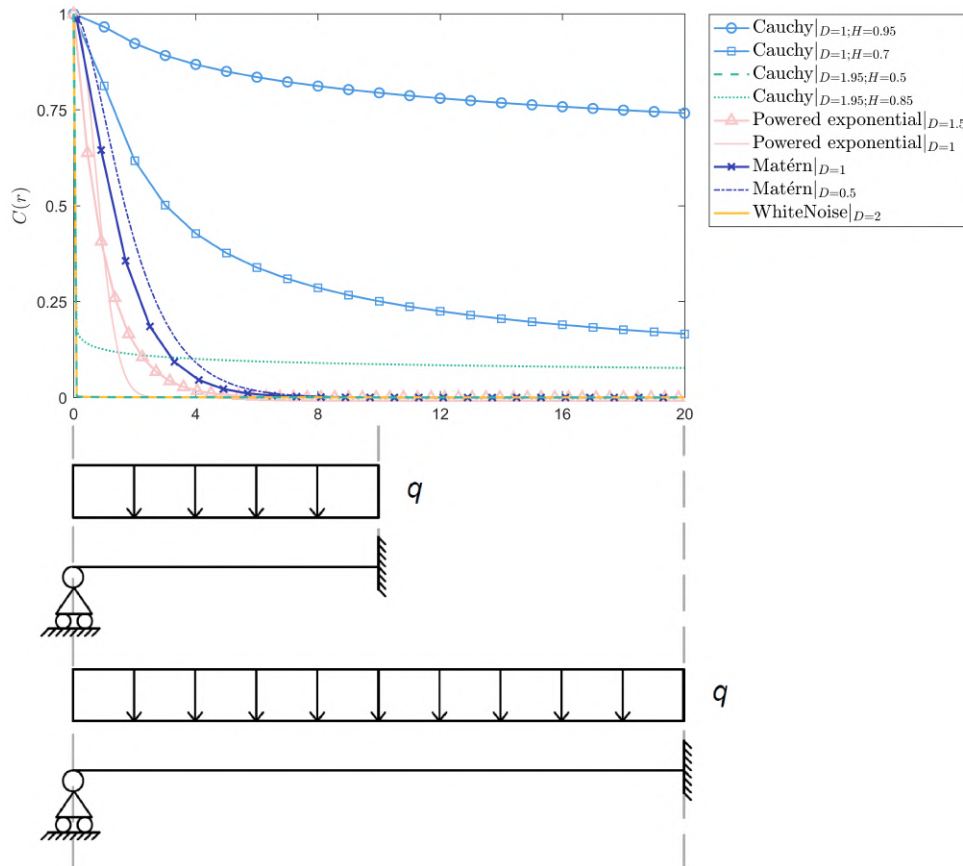 C(r)
1
0.75
0.5
0.25
0
0 4 8 12 16 20
Cauchy|D=1;H=0.95
Cauchy|D=1;H=0.7
Cauchy|D=1.95;H=0.5
Cauchy|D=1.95;H=0.85
Powered exponential|D=1.5
Powered exponential|D=1
Matérn|D=1
Matérn|D=0.5
WhiteNoise|D=2
q
q